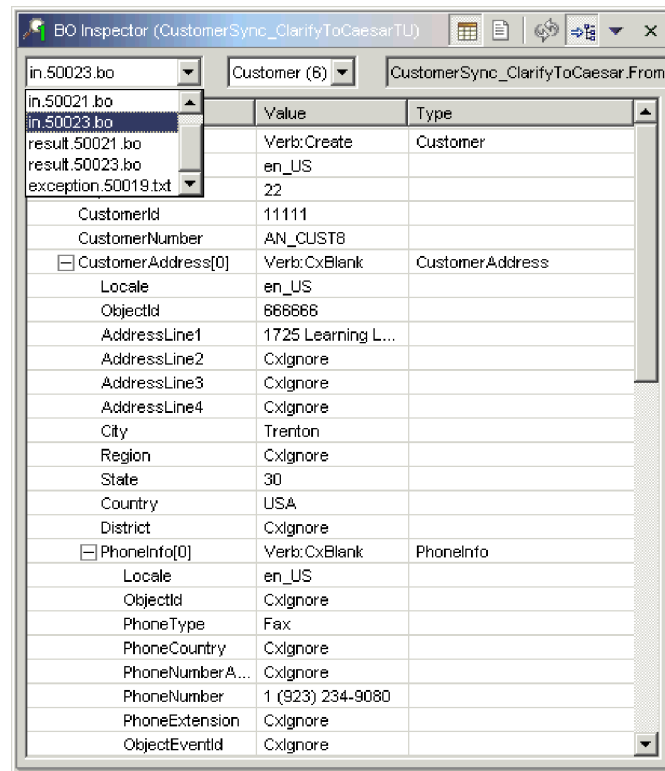 BO Inspector (CustomerSync_ClarifyToCaesarTU)
in.50023.bo Customer (6) CustomerSync_ClarifyToCaesar.From
in.50021.bo
in.50023.bo
result.50021.bo
result.50023.bo
exception.50019.txt
Value Type
Verb:Create Customer
en_US
22
CustomerId 11111
CustomerNumber AN_CUST8
CustomerAddress[0] Verb:CxBlank CustomerAddress
Locale en_US
ObjectId 666666
AddressLine1 1725 Learning L...
AddressLine2 CxIgnore
AddressLine3 CxIgnore
AddressLine4 CxIgnore
City Trenton
Region CxIgnore
State 30
Country USA
District CxIgnore
PhoneInfo[0] Verb:CxBlank PhoneInfo
Locale en_US
ObjectId CxIgnore
PhoneType Fax
PhoneCountry CxIgnore
PhoneNumberA... CxIgnore
PhoneNumber 1 (923) 234-9080
PhoneExtension CxIgnore
ObjectEventId CxIgnore